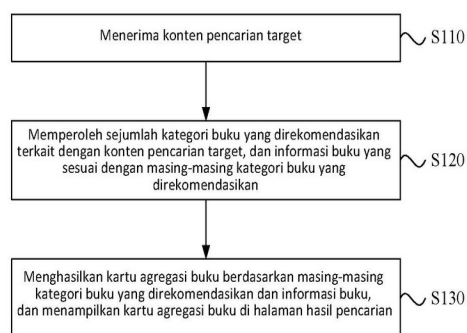 Menerima konten pencarian target
S110
Memperoleh sejumlah kategori buku yang direkomendasikan
terkait dengan konten pencarian target, dan informasi buku yang
sesuai dengan masing-masing kategori buku yang
direkomendasikan
S120
Menghasilkan kartu agregasi buku berdasarkan masing-masing
kategori buku yang direkomendasikan dan informasi buku,
dan menampilkan kartu agregasi buku di halaman hasil pencarian
S130